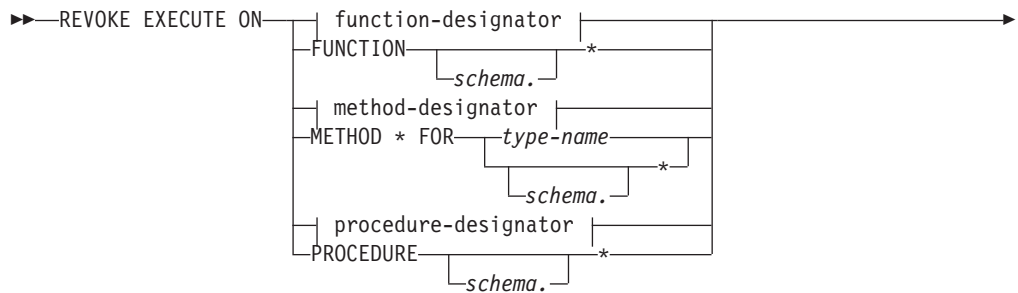 REVOKE EXECUTE ON function-designator
FUNCTION *
schema.
method-designator
METHOD * FOR type-name
*
schema.
procedure-designator
PROCEDURE *
schema.